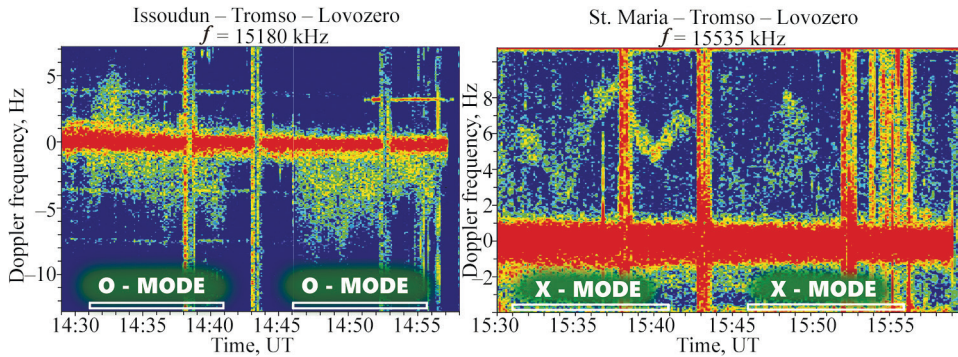 Issoudun – Tromso – Lovozero
f = 15180 kHz
Doppler frequency, Hz
5
0
−5
−10
O - MODE
O - MODE
14:30 14:35 14:40 14:45 14:50 14:55
Time, UT
St. Maria – Tromso – Lovozero
f = 15535 kHz
Doppler frequency, Hz
8
6
4
2
0
−2
X - MODE
X - MODE
15:30 15:35 15:40 15:45 15:50 15:55
Time, UT